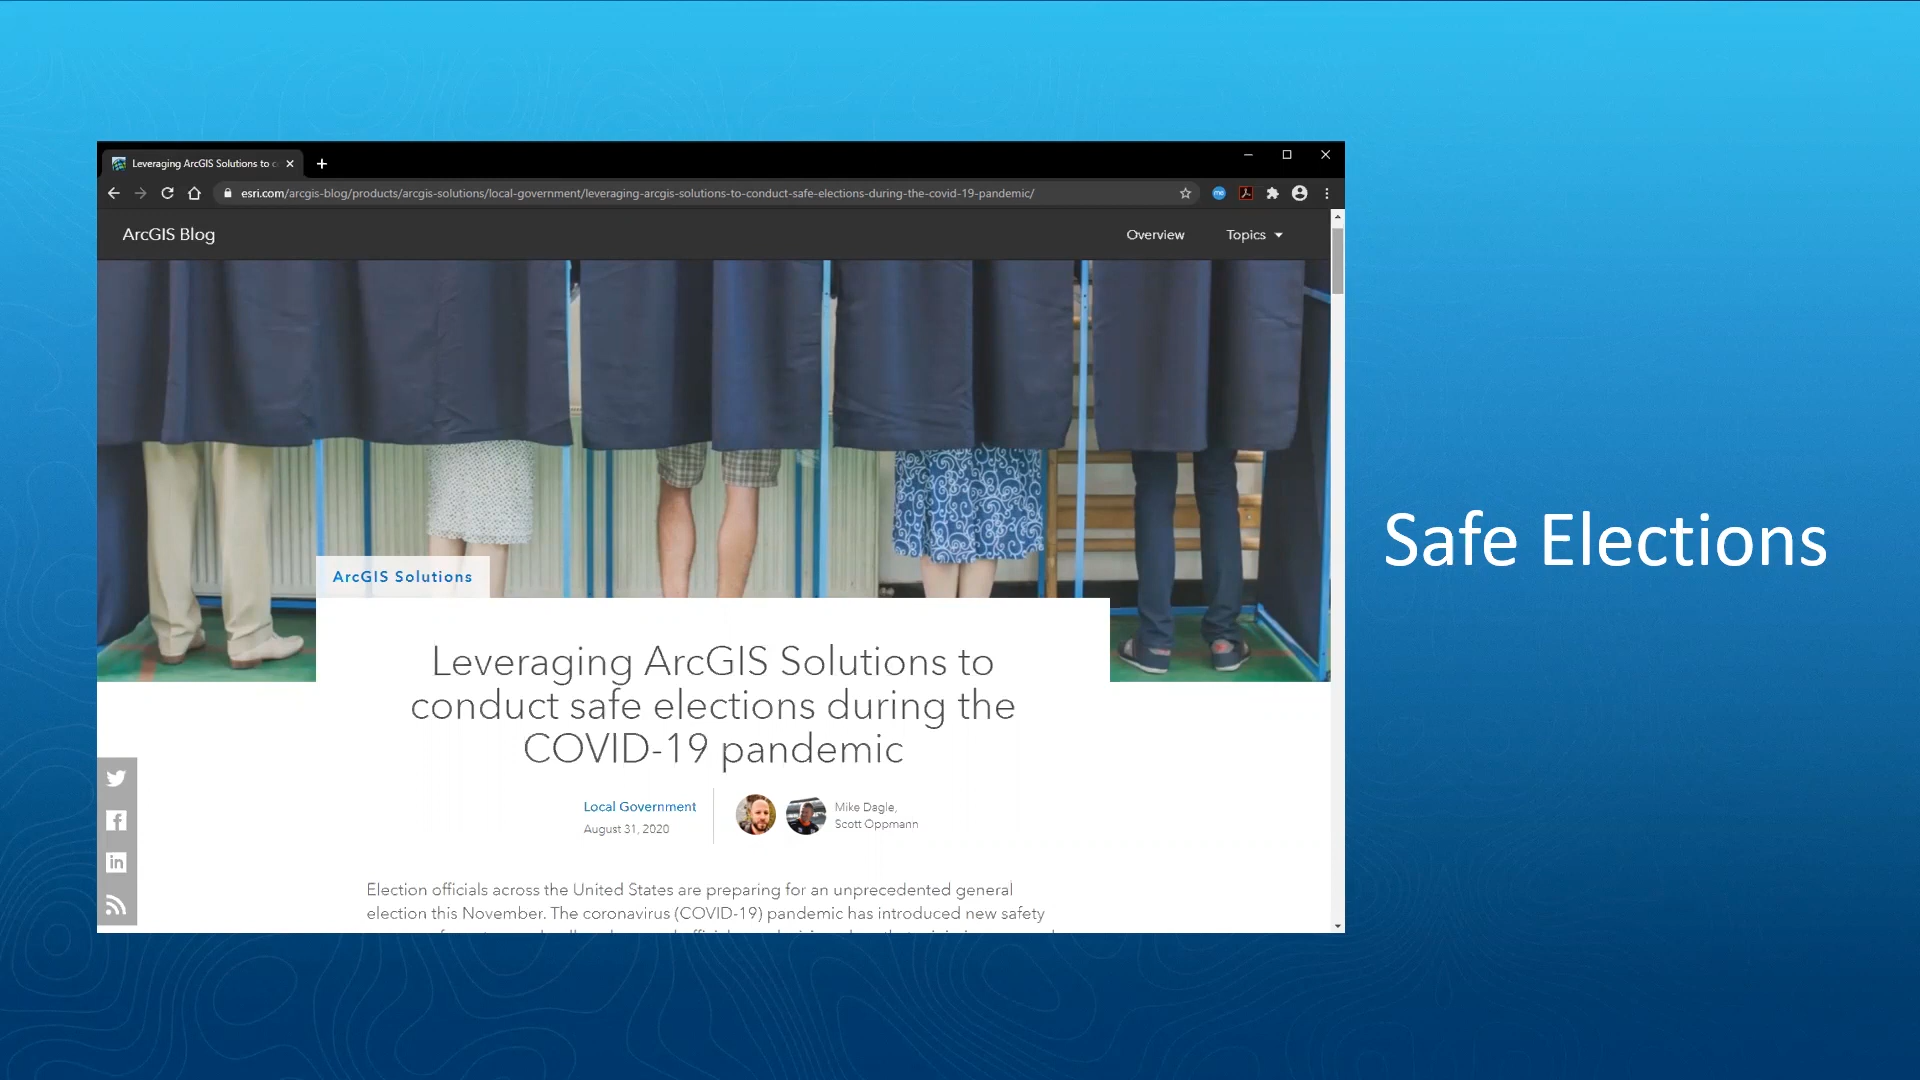 Leveraging ArcGIS Solutions to c
esri.com/arcgis-blog/products/arcgis-solutions/local-government/leveraging-arcgis-solutions-to-conduct-safe-elections-during-the-covid-19-pandemic/
ArcGIS Blog
Overview
Topics
ArcGIS Solutions
Leveraging ArcGIS Solutions to
conduct safe elections during the
COVID-19 pandemic
Local Government
August 31, 2020
Mike Dagle,
Scott Oppmann
Election officials across the United States are preparing for an unprecedented general
election this November. The coronavirus (COVID-19) pandemic has introduced new safety
Safe Elections